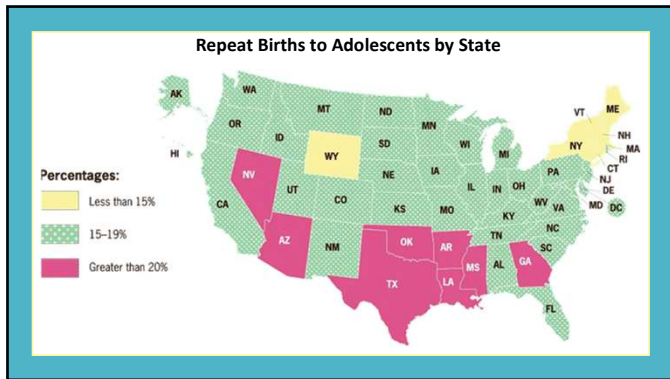 Repeat Births to Adolescents by State
AK
WA
MT
ND
MN
VT
ME
OR
ID
SD
WI
MI
NY
NH
MA
RI
CT
HI
WY
IA
PA
NJ
DE
MD
DC
Percentages:
NV
NE
IL
IN
OH
Less than 15%
CA
UT
CO
KS
MO
KY
WV
VA
15–19%
AZ
NM
OK
AR
TN
NC
SC
Greater than 20%
TX
LA
MS
AL
GA
FL